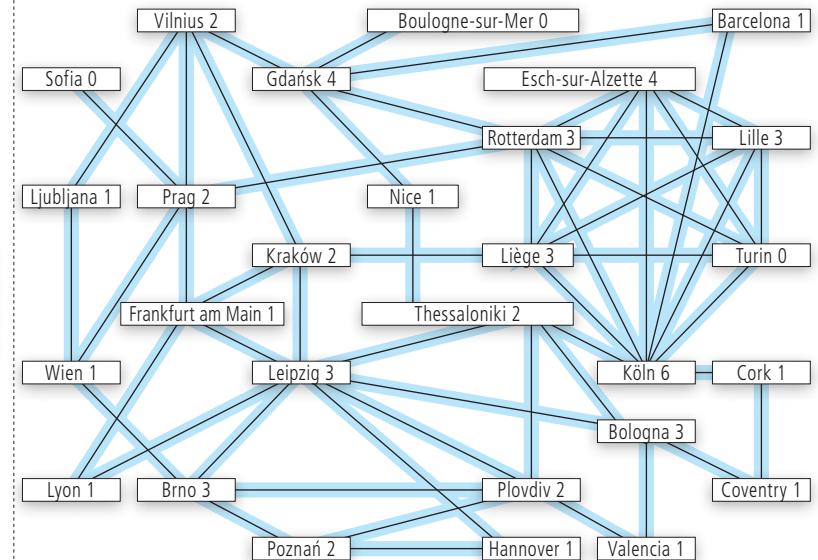 Vilnius 2
Boulogne-sur-Mer 0
Barcelona 1
Sofia 0
Gdańsk 4
Esch-sur-Alzette 4
Rotterdam 3
Lille 3
Ljubljana 1
Prag 2
Nice 1
Kraków 2
Liège 3
Turin 0
Frankfurt am Main 1
Thessaloniki 2
Wien 1
Leipzig 3
Köln 6
Cork 1
Bologna 3
Lyon 1
Brno 3
Plovdiv 2
Coventry 1
Poznań 2
Hannover 1
Valencia 1